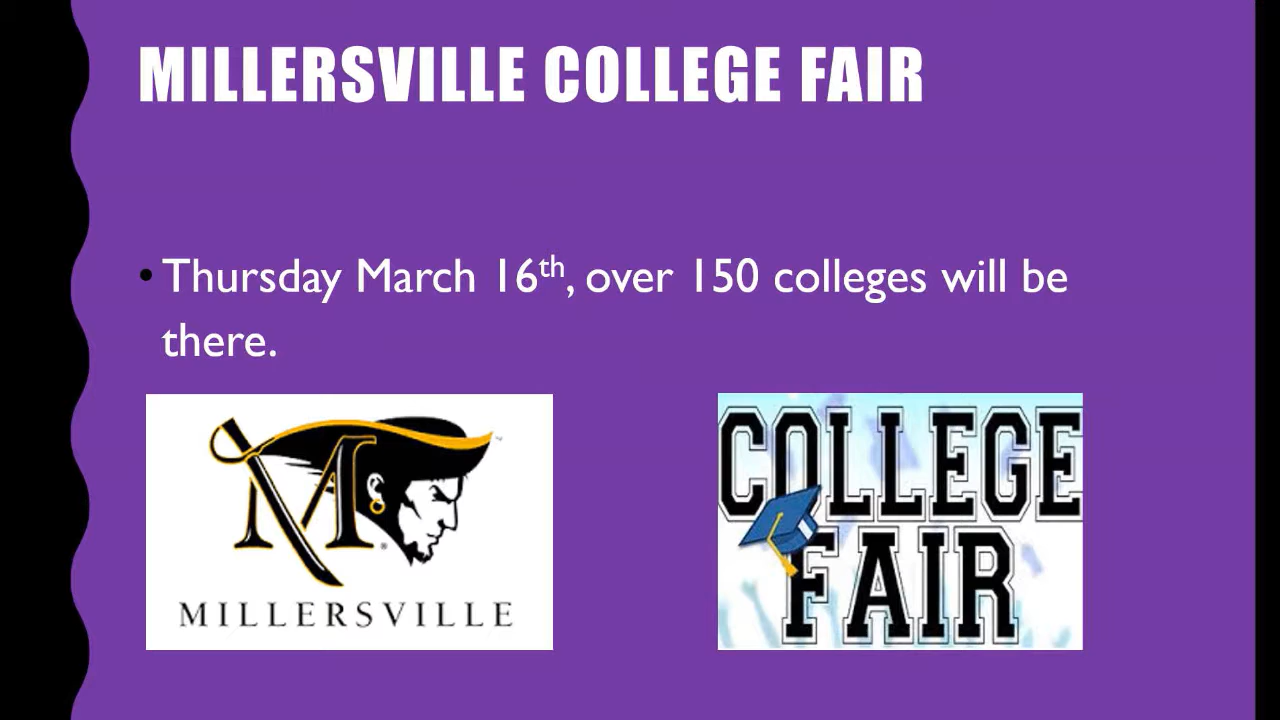 MILLERSVILLE COLLEGE FAIR
• Thursday March 16th, over 150 colleges will be
there.
M
MILLERSVILLE
COLLEGE
FAIR